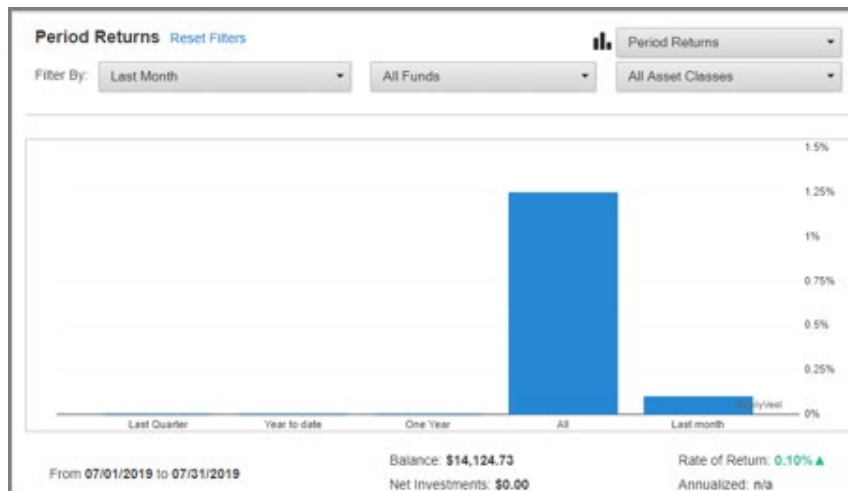 Period Returns Reset Filters
Period Returns
Filter By: Last Month All Funds All Asset Classes
1.5%
1.25%
1%
0.75%
0.5%
0.25%
0%
Last Quarter Year to date One Year All Last month
From 07/01/2019 to 07/31/2019
Balance: $14,124.73
Net Investments: $0.00
Rate of Return: 0.10% ▲
Annualized: n/a